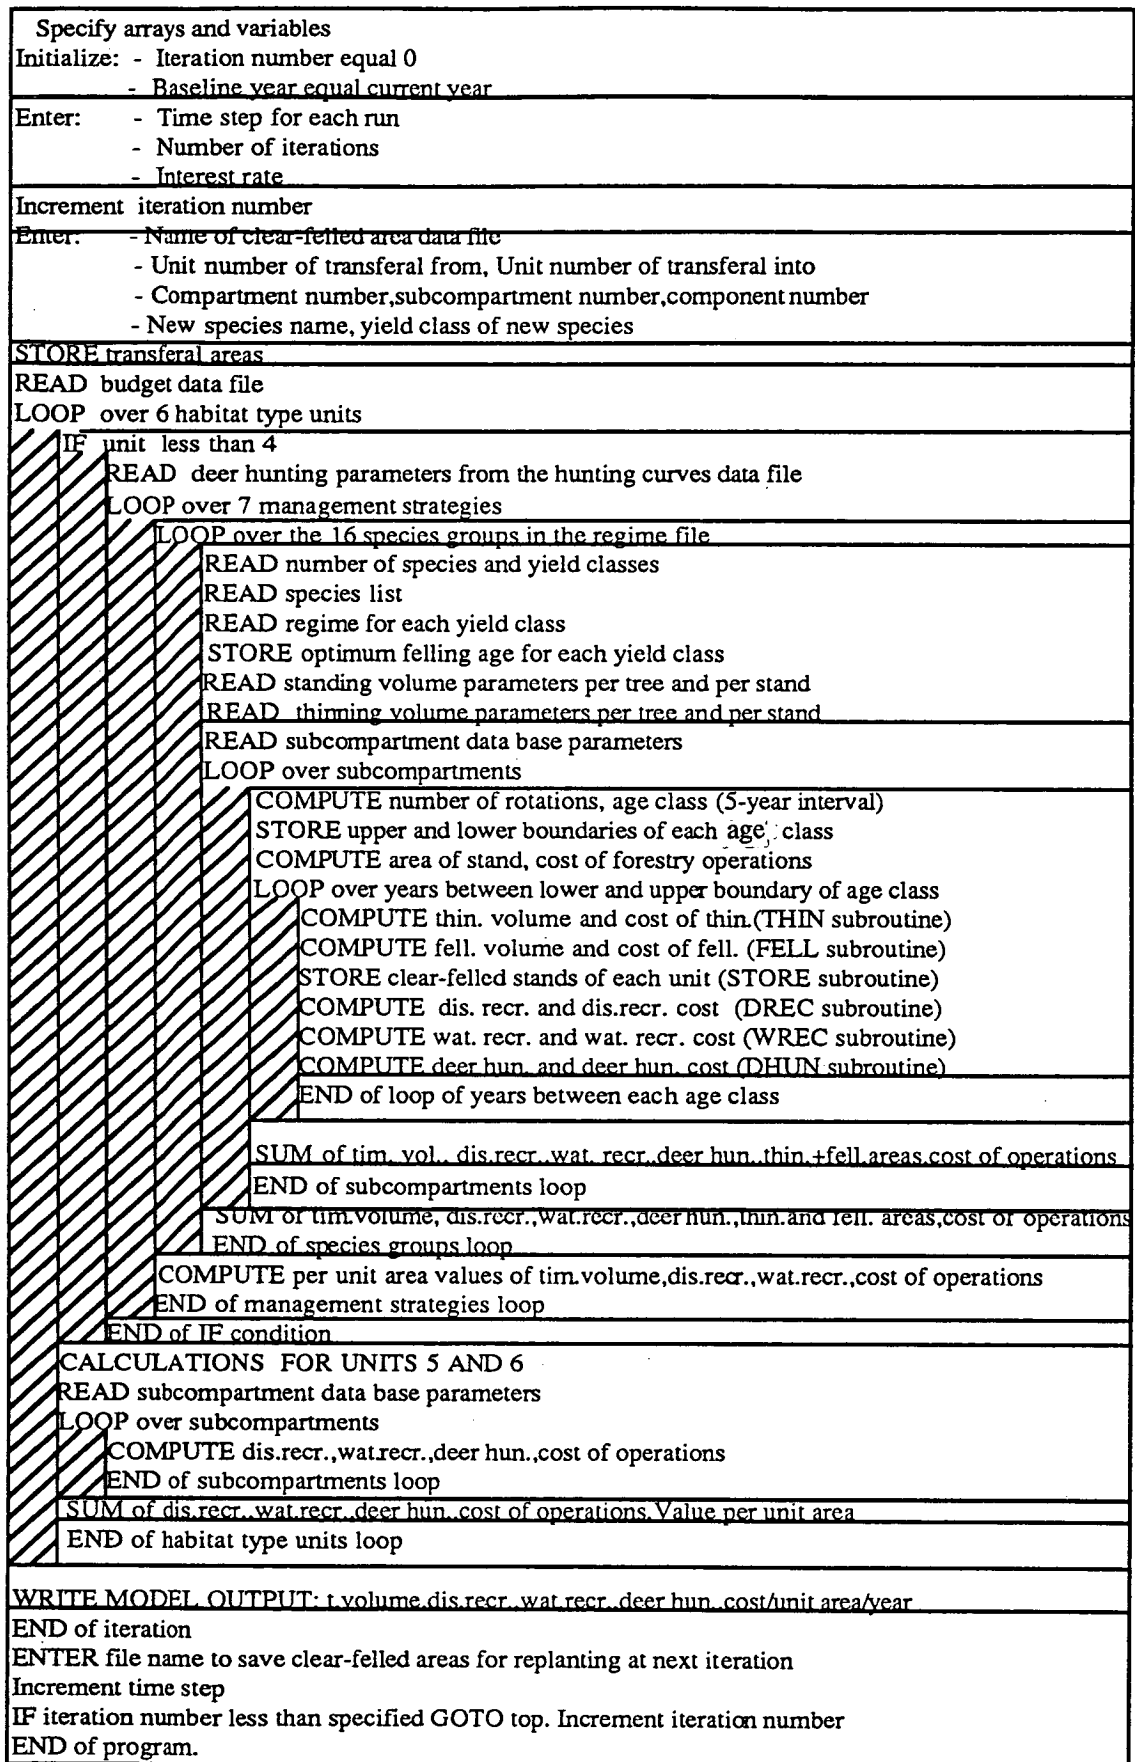 Specify arrays and variables
Initialize: - Iteration number equal 0
- Baseline year equal current year
Enter: - Time step for each run
- Number of iterations
- Interest rate
Increment iteration number
Enter: - Name of clear-felled area data file
- Unit number of transferal from, Unit number of transferal into
- Compartment number,subcompartment number,component number
- New species name, yield class of new species
STORE transferal areas
READ budget data file
LOOP over 6 habitat type units
IF unit less than 4
READ deer hunting parameters from the hunting curves data file
LOOP over 7 management strategies
LOOP over the 16 species groups in the regime file
READ number of species and yield classes
READ species list
READ regime for each yield class
STORE optimum felling age for each yield class
READ standing volume parameters per tree and per stand
READ thinning volume parameters per tree and per stand
READ subcompartment data base parameters
LOOP over subcompartments
COMPUTE number of rotations, age class (5-year interval)
STORE upper and lower boundaries of each age class
COMPUTE area of stand, cost of forestry operations
LOOP over years between lower and upper boundary of age class
COMPUTE thin. volume and cost of thin.(THIN subroutine)
COMPUTE fell. volume and cost of fell. (FELL subroutine)
STORE clear-felled stands of each unit (STORE subroutine)
COMPUTE dis. recr. and dis.recr. cost (DREC subroutine)
COMPUTE wat. recr. and wat. recr. cost (WREC subroutine)
COMPUTE deer hun. and deer hun. cost (DHUN subroutine)
END of loop of years between each age class
SUM of tim. vol., dis.recr.,wat. recr.,deer hun.,thin.+fell.areas,cost of operations
END of subcompartments loop
SUM of tim.volume, dis.recr.,wat.recr.,deer hun.,thin.and fell. areas,cost of operations
END of species groups loop
COMPUTE per unit area values of tim.volume,dis.recr.,wat.recr.,cost of operations
END of management strategies loop
END of IF condition
CALCULATIONS FOR UNITS 5 AND 6
READ subcompartment data base parameters
LOOP over subcompartments
COMPUTE dis.recr.,wat.recr.,deer hun.,cost of operations
END of subcompartments loop
SUM of dis.recr.,wat.recr.,deer hun.,cost of operations.Value per unit area
END of habitat type units loop
WRITE MODEL OUTPUT: t.volume,dis.recr.,wat.recr.,deer hun.,cost/unit area/year
END of iteration
ENTER file name to save clear-felled areas for replanting at next iteration
Increment time step
IF iteration number less than specified GOTO top. Increment iteration number
END of program.